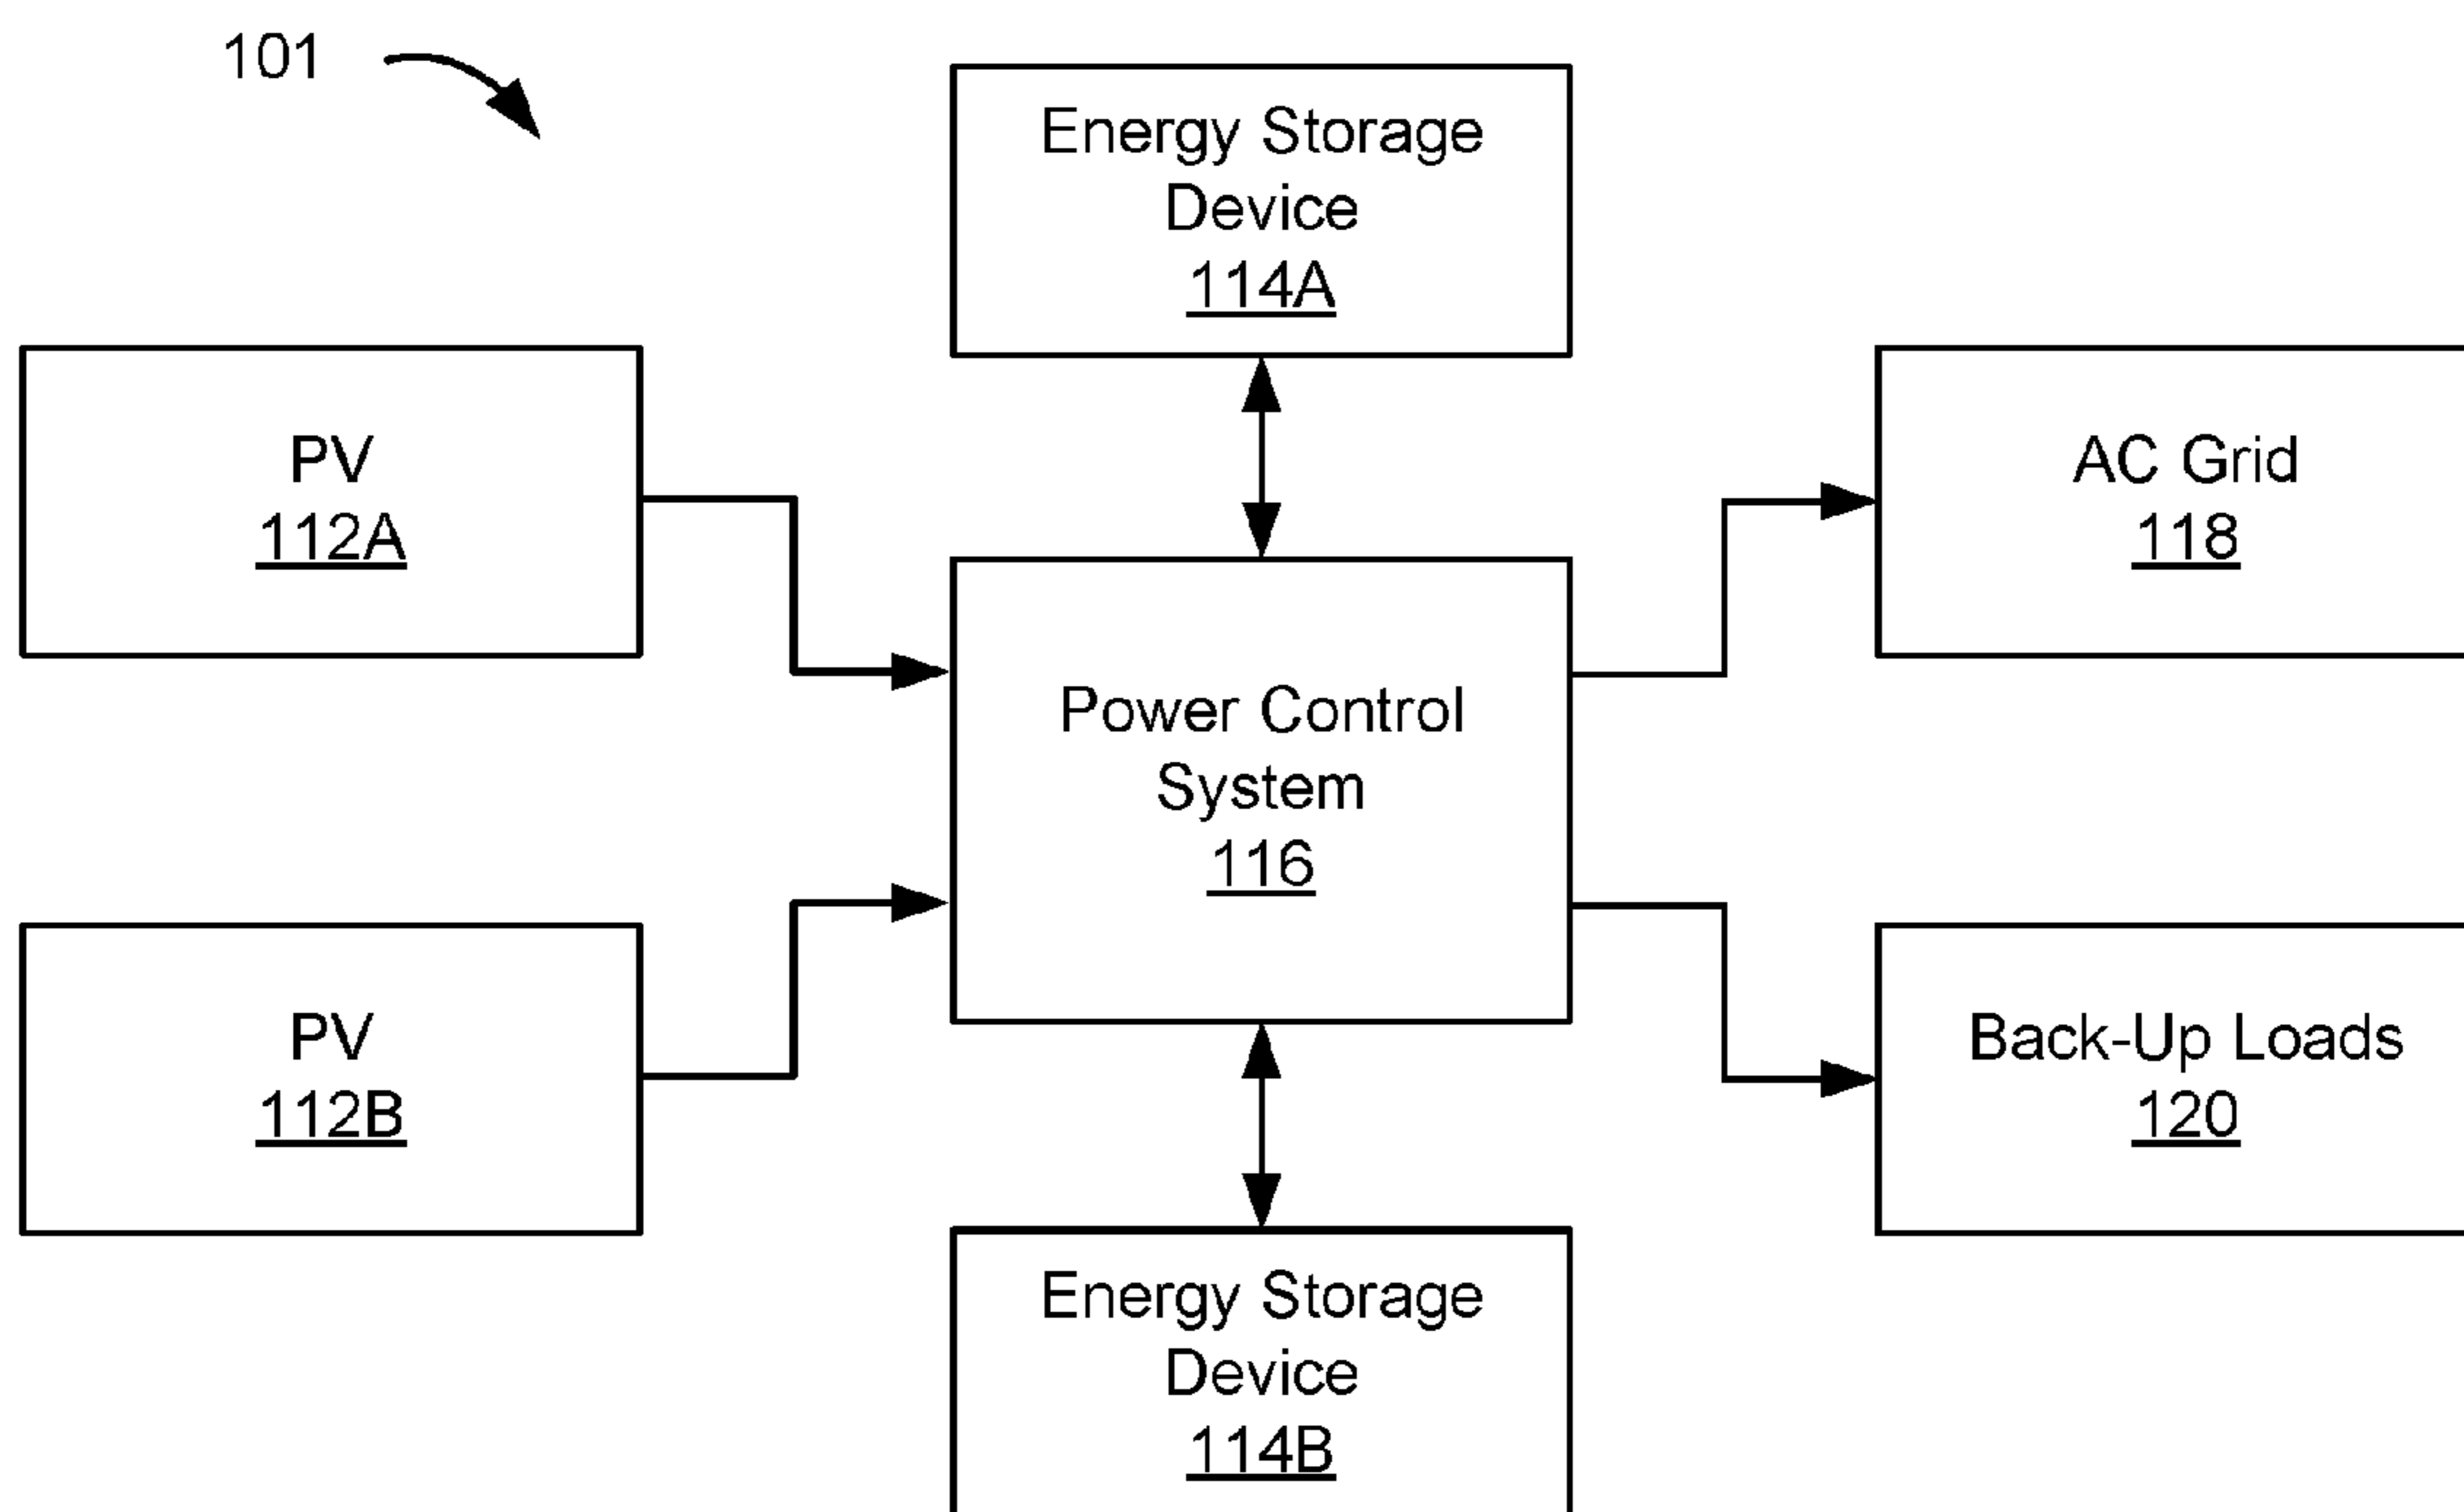 101
Energy Storage
Device
114A
PV
112A
AC Grid
118
Power Control
System
116
PV
112B
Back-Up Loads
120
Energy Storage
Device
114B